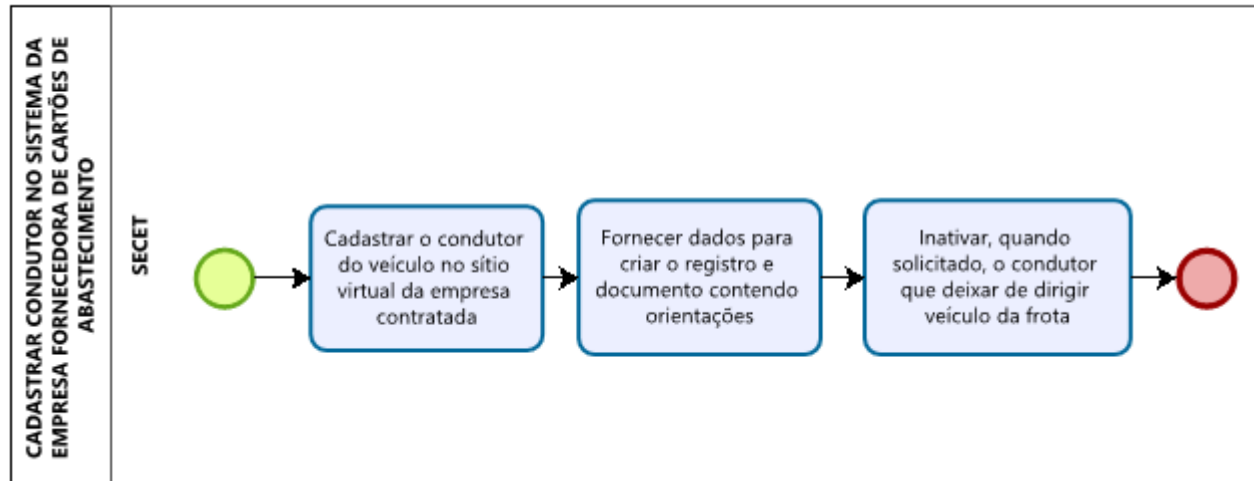 CADASTRAR CONDUTOR NO SISTEMA DA
EMPRESA FORNECEDORA DE CARTÕES DE
ABASTECIMENTO
SECET
Cadastrar o condutor
do veículo no sítio
virtual da empresa
contratada
Fornecer dados para
criar o registro e
documento contendo
orientações
Inativar, quando
solicitado, o condutor
que deixar de dirigir
veículo da frota